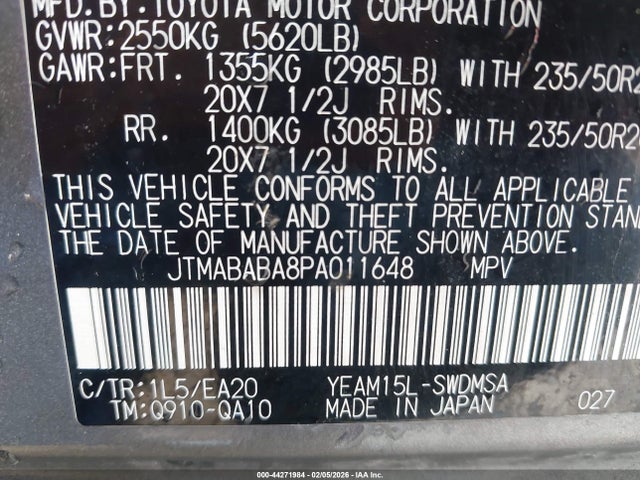 MFD.BY:TOYOTA MOTOR CORPORATION
GVWR:2550KG (5620LB)
GAWR:FRT. 1355KG (2985LB) WITH 235/50R2
20X7 1/2J RIMS.
RR. 1400KG (3085LB) WITH 235/50R20
20X7 1/2J RIMS.
THIS VEHICLE CONFORMS TO ALL APPLICABLE
VEHICLE SAFETY AND THEFT PREVENTION STAN
THE DATE OF MANUFACTURE SHOWN ABOVE.
JTMABABA8PA011648 MPV
C/TR:1L5/EA20 YEAM15L-SWDMSA
TM:Q910-QA10 MADE IN JAPAN 027
000-44271984 | 02/05/2026 | IAA Inc.